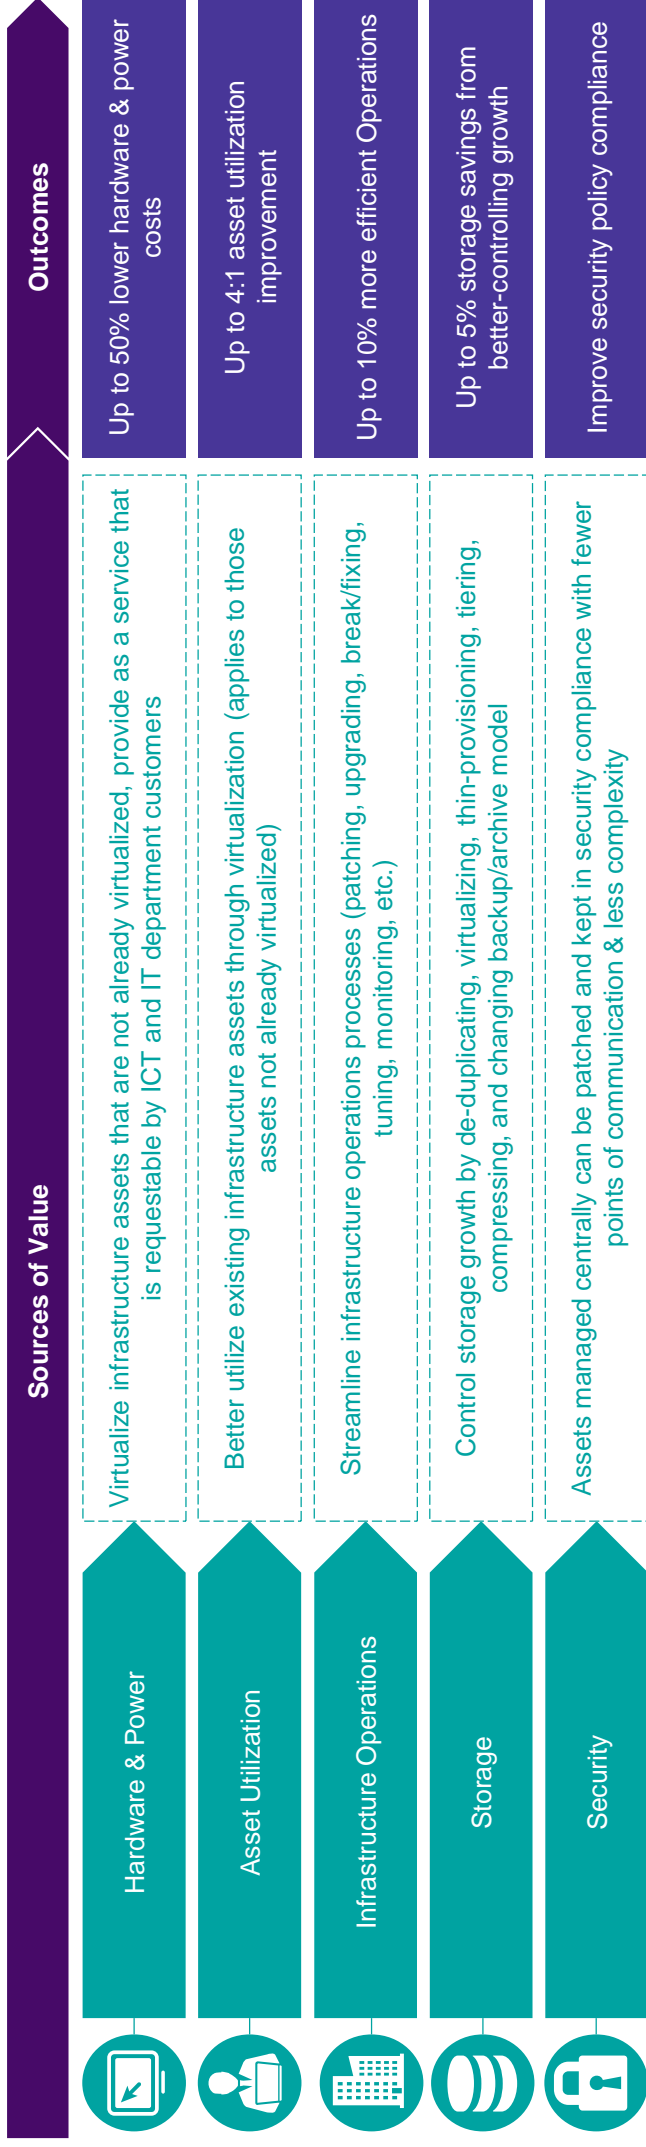 Sources of Value
Outcomes
Hardware & Power
Virtualize infrastructure assets that are not already virtualized, provide as a service that
is requestable by ICT and IT department customers
Up to 50% lower hardware & power
costs
Asset Utilization
Better utilize existing infrastructure assets through virtualization (applies to those
assets not already virtualized)
Up to 4:1 asset utilization
improvement
Infrastructure Operations
Streamline infrastructure operations processes (patching, upgrading, break/fixing,
tuning, monitoring, etc.)
Up to 10% more efficient Operations
Storage
Control storage growth by de-duplicating, virtualizing, thin-provisioning, tiering,
compressing, and changing backup/archive model
Up to 5% storage savings from
better-controlling growth
Security
Assets managed centrally can be patched and kept in security compliance with fewer
points of communication & less complexity
Improve security policy compliance